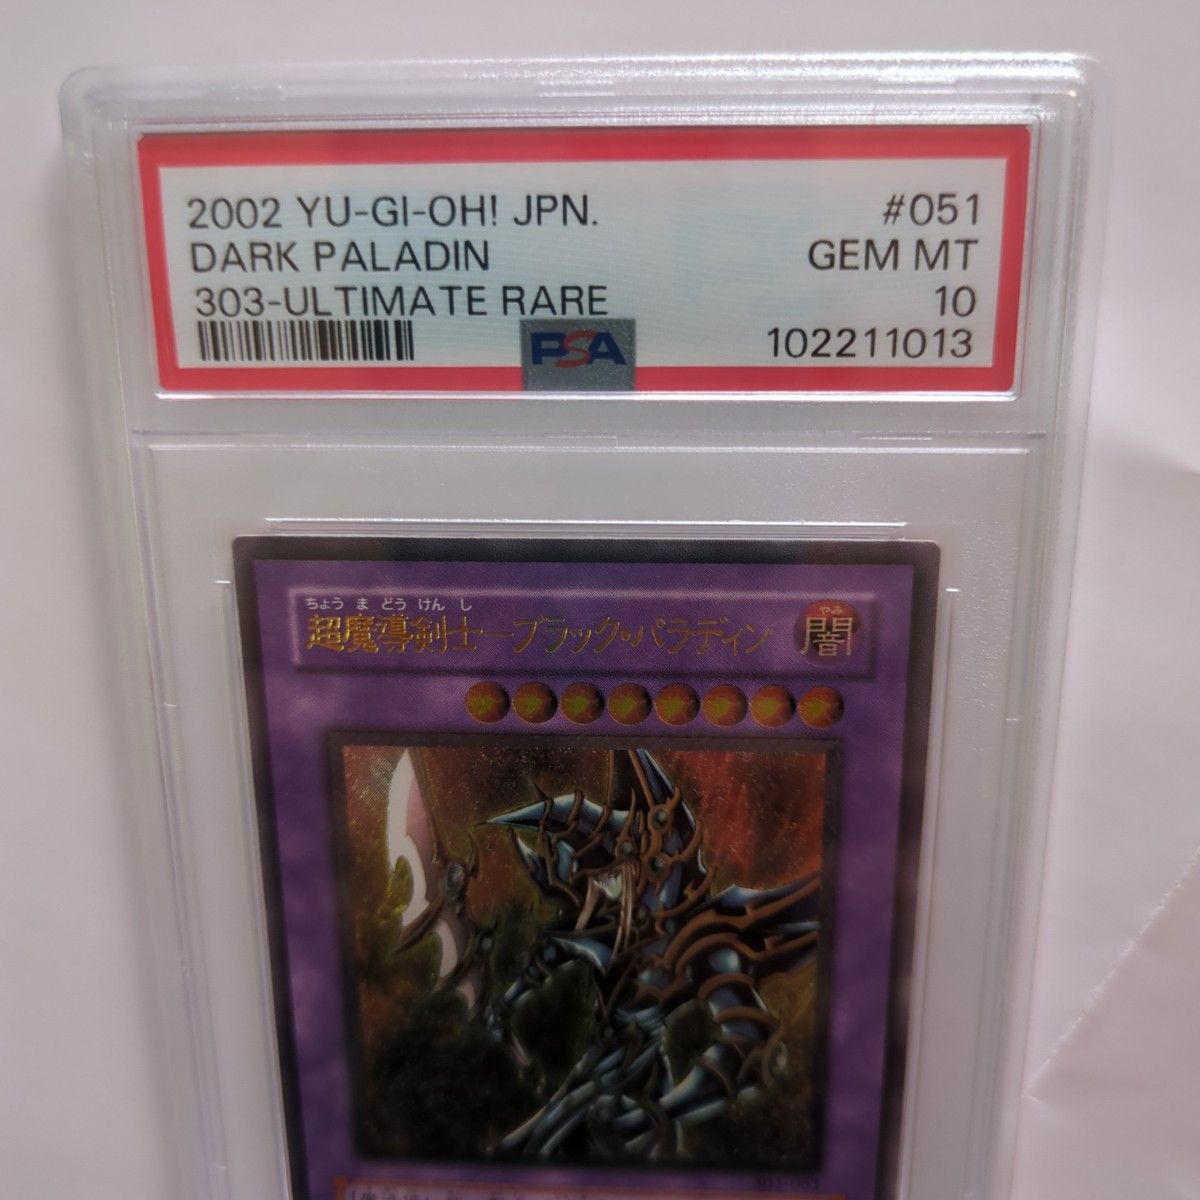 2002 YU-GI-OH! JPN. #051
DARK PALADIN GEM MT
303-ULTIMATE RARE 10
PSA 102211013
ちょう ま どう けん し
超魔導剣士－ブラック・パラディン
やみ
闇